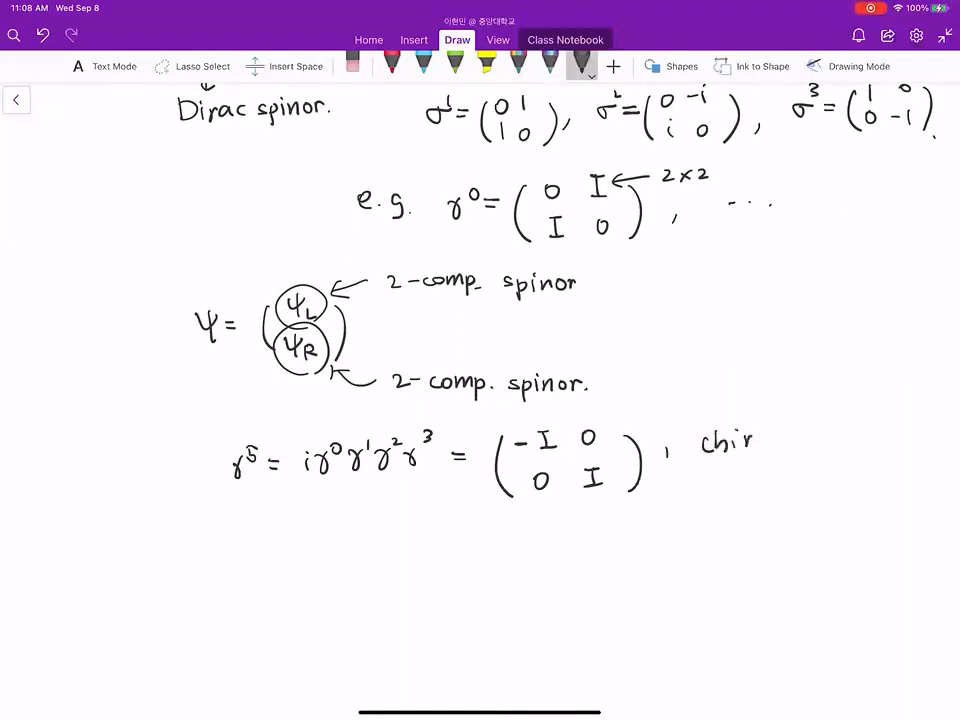 11:08 AM Wed Sep 8
100%
이현민 @ 중앙대학교
Home Insert Draw View Class Notebook
A Text Mode Lasso Select Insert Space Shapes Ink to Shape Drawing Mode
Dirac spinor. σ¹ = (0 1; 1 0), σ² = (0 -i; i 0), σ³ = (1 0; 0 -1).
e.g. γ⁰ = (0 I; I 0), ... ← 2×2
ψ = (ψ_L; ψ_R)
← 2-comp. spinor
2-comp. spinor.
γ⁵ = iγ⁰γ¹γ²γ³ = (-I 0; 0 I), chir